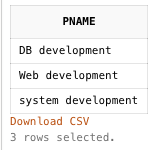 PNAME
DB development
Web development
system development
Download CSV
3 rows selected.